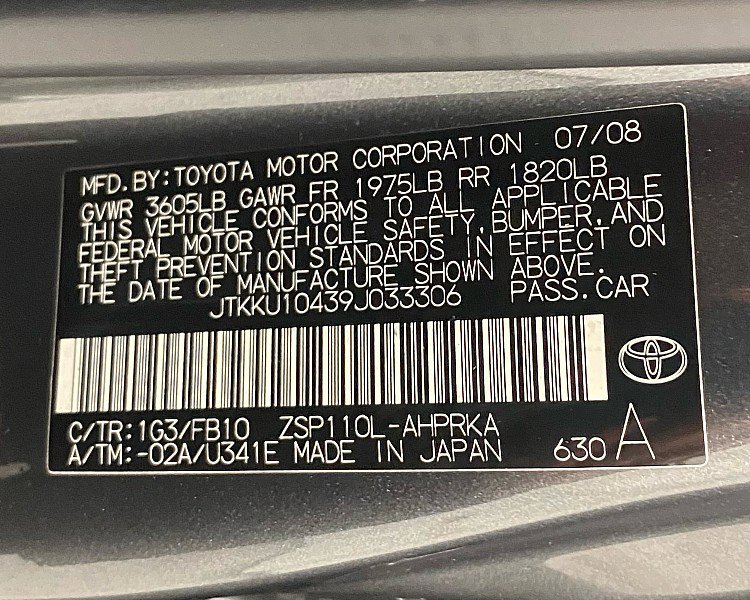 MFD.BY:TOYOTA MOTOR CORPORATION 07/08
GVWR 3605LB GAWR FR 1975LB RR 1820LB
THIS VEHICLE CONFORMS TO ALL APPLICABLE
FEDERAL MOTOR VEHICLE SAFETY,BUMPER,AND
THEFT PREVENTION STANDARDS IN EFFECT ON
THE DATE OF MANUFACTURE SHOWN ABOVE.
JTKKU10439J033306 PASS.CAR
C/TR:1G3/FB10 ZSP110L-AHPRKA
A/TM:-02A/U341E MADE IN JAPAN 630 A